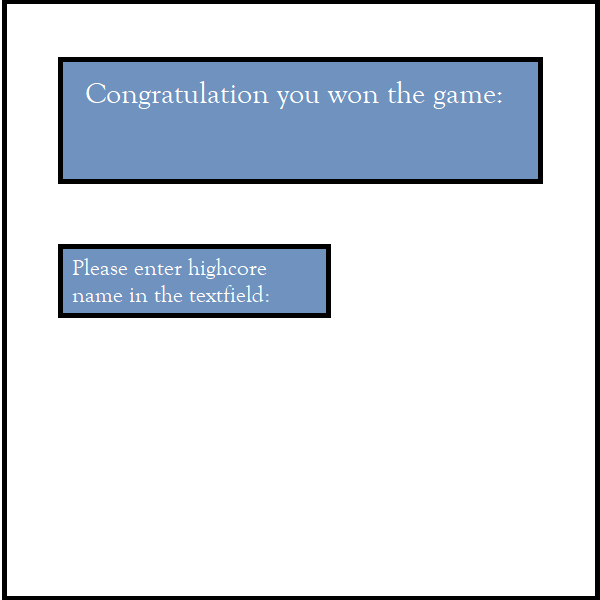 Congratulation you won the game:
Please enter highcore
name in the textfield: